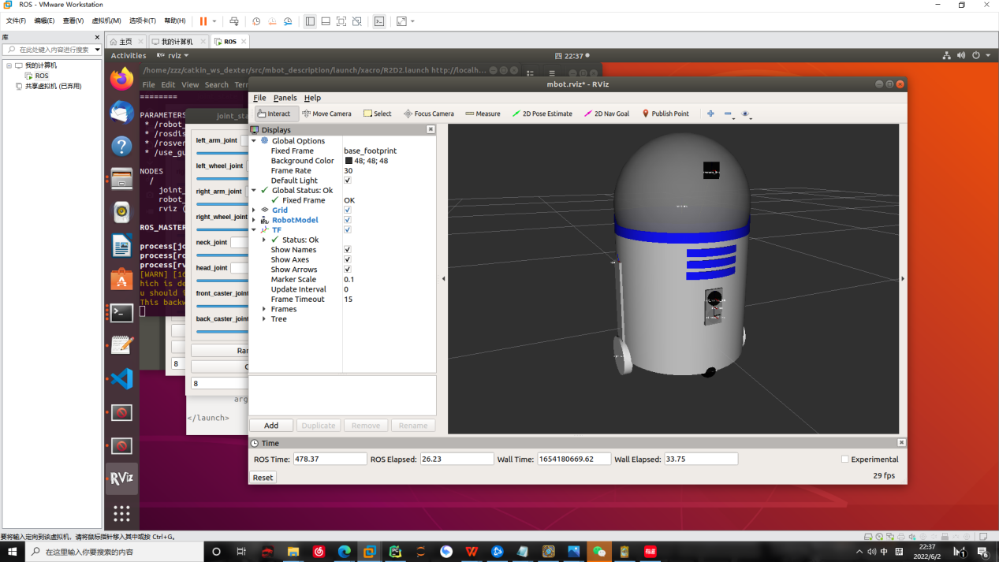 ROS - VMware Workstation
文件(F) 编辑(E) 查看(V) 虚拟机(M) 选项卡(T) 帮助(H)
库
在此处键入内容进行搜索
我的计算机
ROS
共享虚拟机 (已弃用)
主页 我的计算机 ROS
Activities RViz rviz 四 22:37
/home/zzz/catkin_ws_dexter/src/mbot_description/launch/xacro/R2D2.launch http://localh...
File Edit View Search Terr
========
PARAMETERS
* /robot_
* /rosdis
* /rosver
* /use_gu
NODES
/
joint_
robot_
rviz (
ROS_MASTER
process[jo
process[ro
process[rv
[WARN] [16
hich is de
u should i
This backw
joint_sta
left_arm_joint
left_wheel_joint
right_arm_joint
right_wheel_joint
neck_joint
head_joint
front_caster_joint
back_caster_joint
Ran
C
8
8
arg
</launch>
mbot.rviz* - RViz
File Panels Help
Interact Move Camera Select Focus Camera Measure 2D Pose Estimate 2D Nav Goal Publish Point
Displays
Global Options
Fixed Frame base_footprint
Background Color 48; 48; 48
Frame Rate 30
Default Light
Global Status: Ok
Fixed Frame OK
Grid
RobotModel
TF
Status: Ok
Show Names
Show Axes
Show Arrows
Marker Scale 0.1
Update Interval 0
Frame Timeout 15
Frames
Tree
Add Duplicate Remove Rename
Time
ROS Time: 478.37 ROS Elapsed: 26.23 Wall Time: 1654180669.62 Wall Elapsed: 33.75 Experimental
Reset 29 fps
RViz
要将输入定向到该虚拟机，请将鼠标指针移入其中或按 Ctrl+G。
在这里输入你要搜索的内容
中
22:37
2022/6/2
1
6